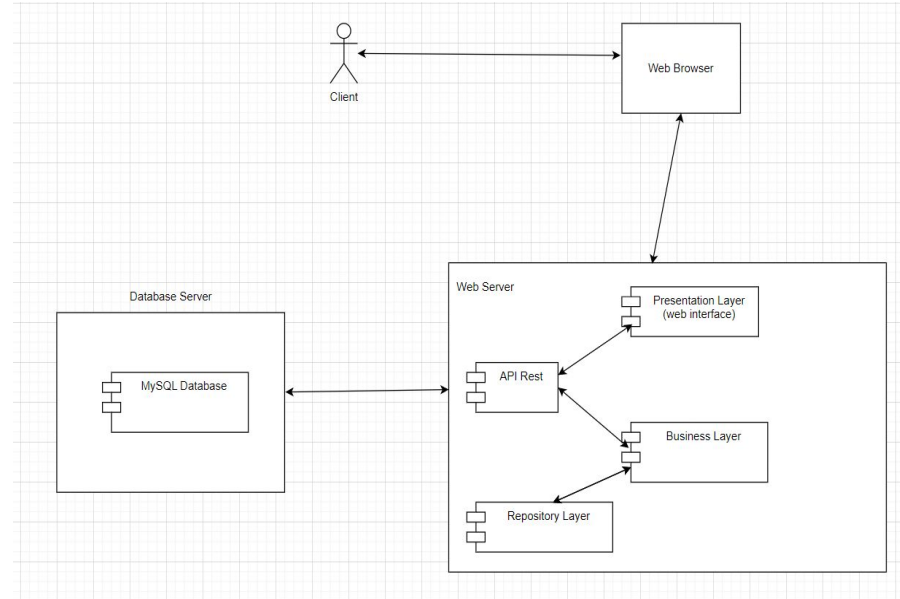 Client
Web Browser
Database Server
MySQL Database
Web Server
Presentation Layer
(web interface)
API Rest
Business Layer
Repository Layer